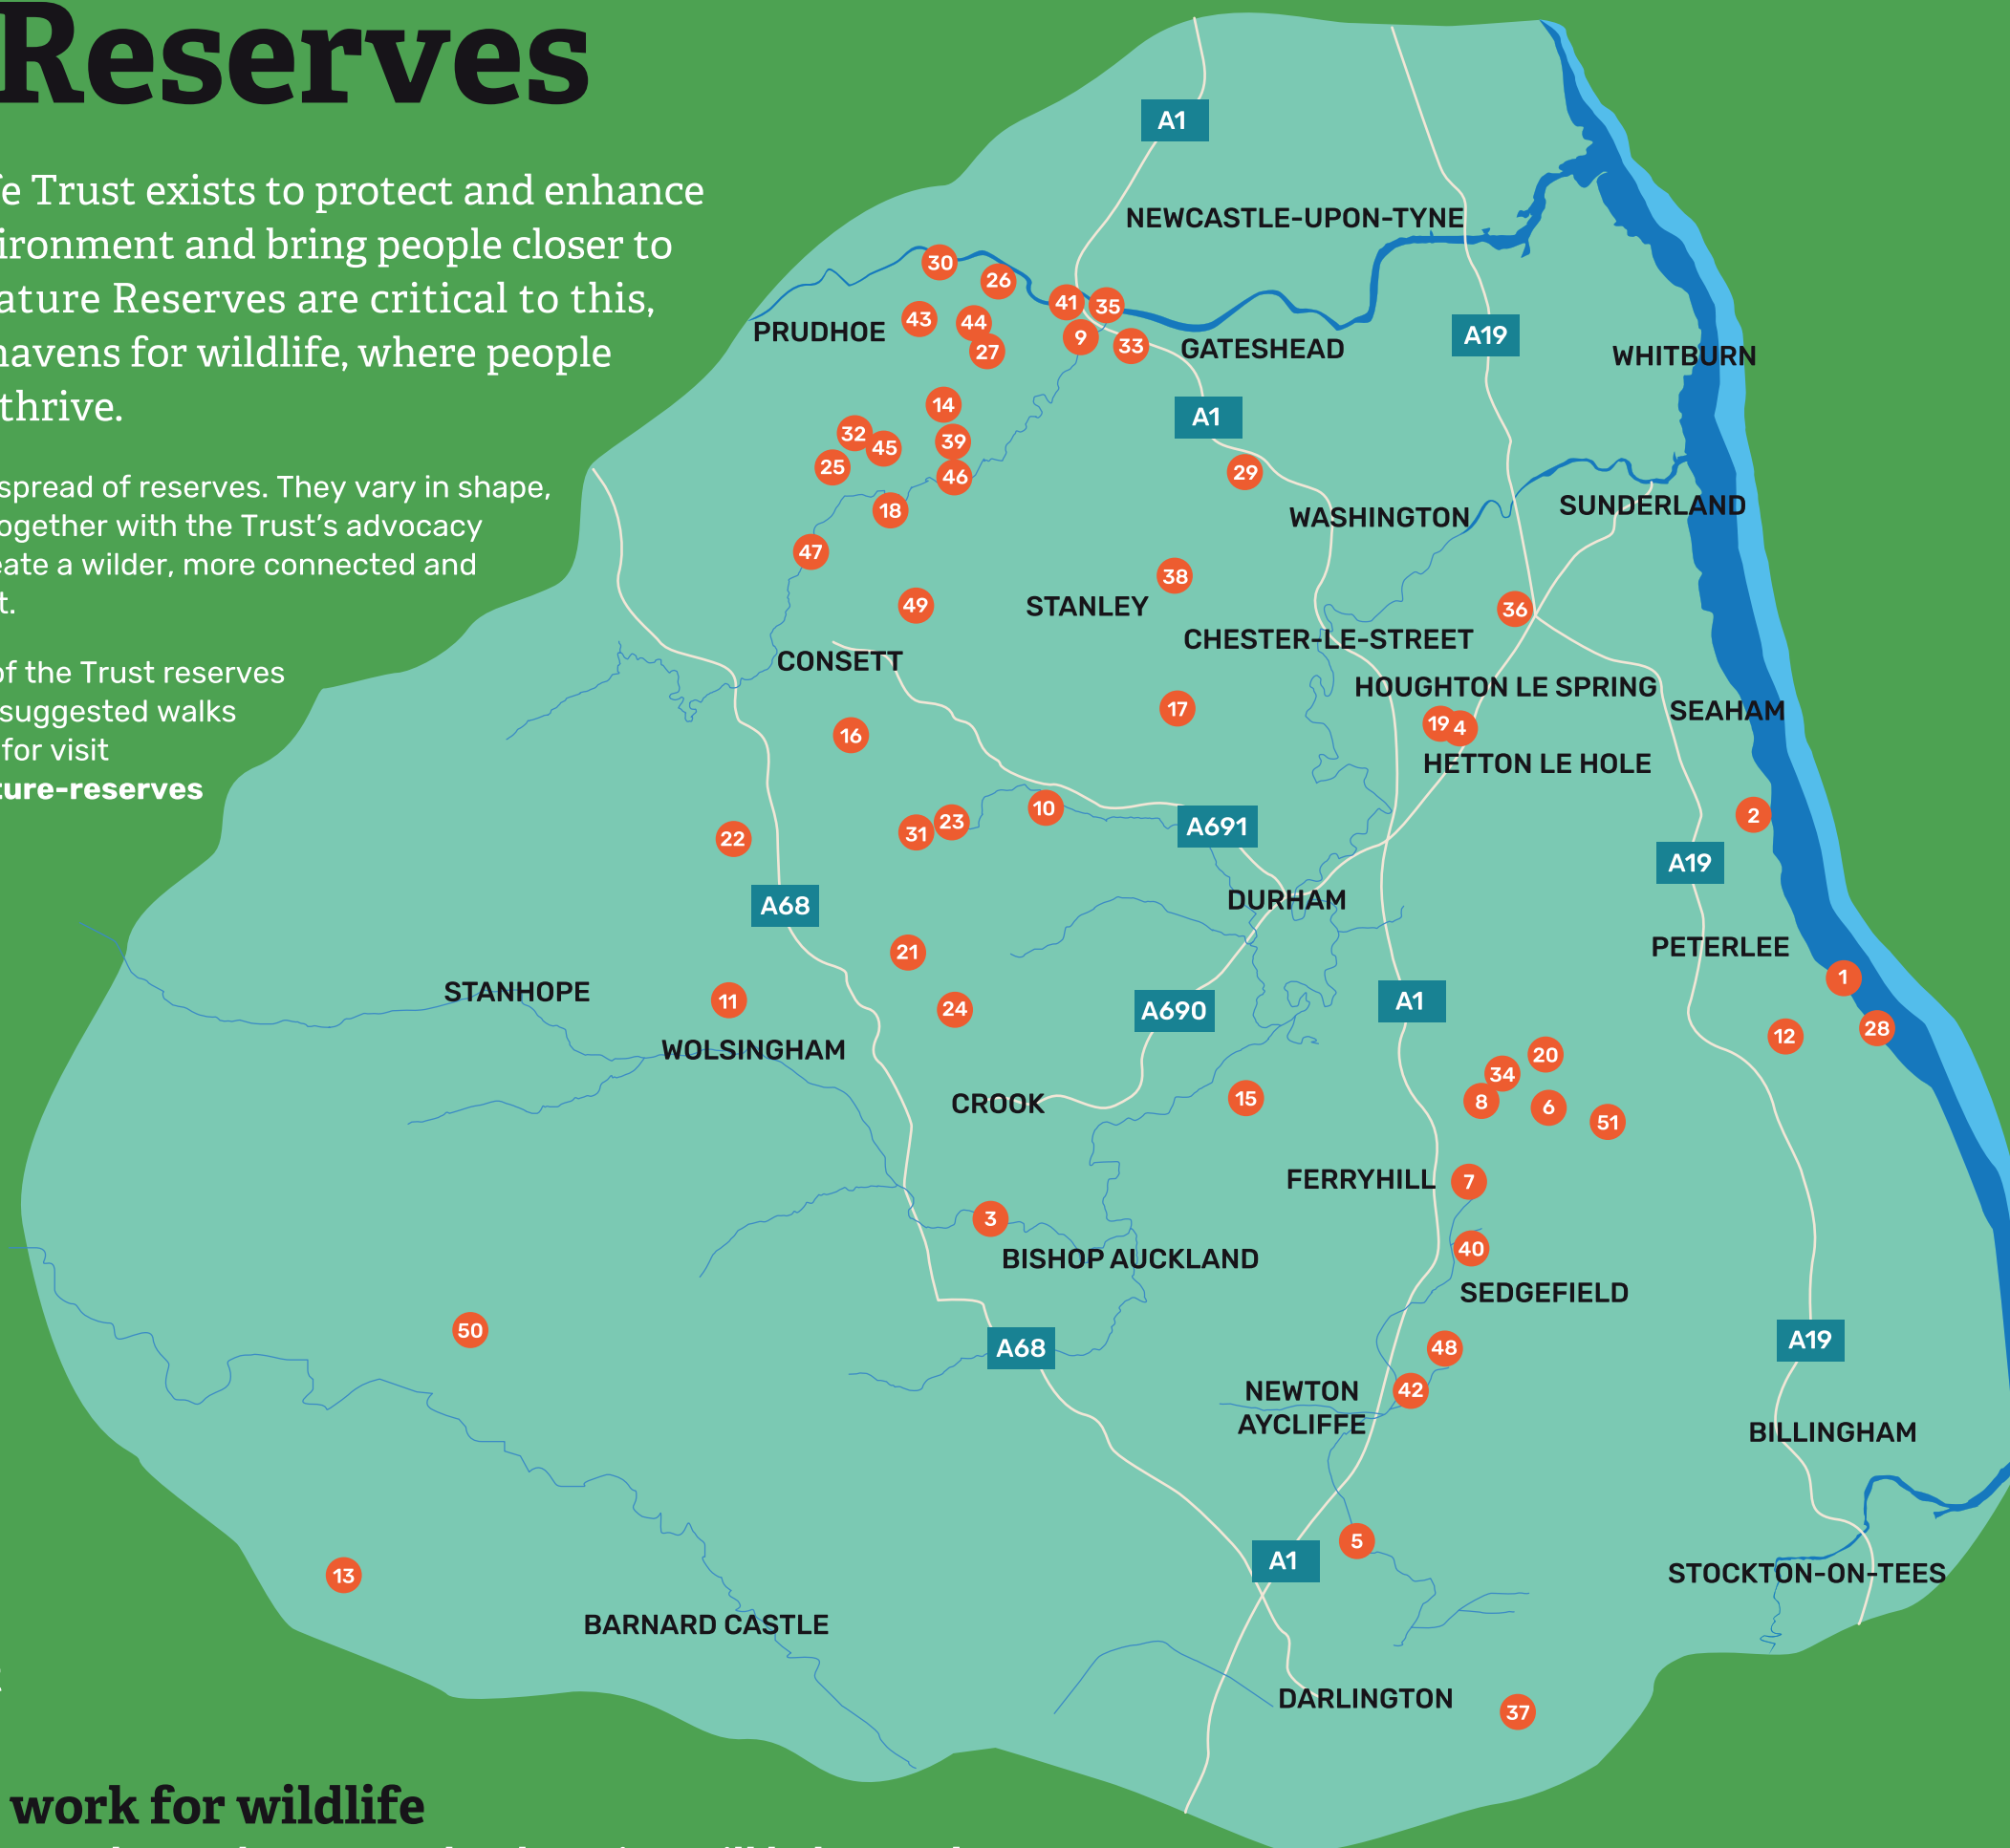 Reserves
Trust exists to protect and enhance
and bring people closer to
Reserves are critical to this,
havens for wildlife, where people
thrive.
spread of reserves. They vary in shape,
together with the Trust's advocacy
a wilder, more connected and
of the Trust reserves
suggested walks
for visit
work for wildlife
A1
NEWCASTLE-UPON-TYNE
30
26
41
35
43
44
PRUDHOE
9
33
27
GATESHEAD
A19
WHITBURN
14
A1
32
45
39
25
46
29
18
SUNDERLAND
WASHINGTON
47
38
49
STANLEY
36
CHESTER-LE-STREET
CONSETT
HOUGHTON LE SPRING
17
SEAHAM
16
19
4
HETTON LE HOLE
10
2
31
23
A691
22
A19
A68
DURHAM
21
PETERLEE
1
STANHOPE
11
24
A690
A1
28
12
WOLSINGHAM
20
34
CROOK
15
8
6
51
FERRYHILL
7
3
40
BISHOP AUCKLAND
SEDGEFIELD
50
A68
48
A19
NEWTON
AYCLIFFE
42
BILLINGHAM
5
A1
13
STOCKTON-ON-TEES
BARNARD CASTLE
DARLINGTON
37